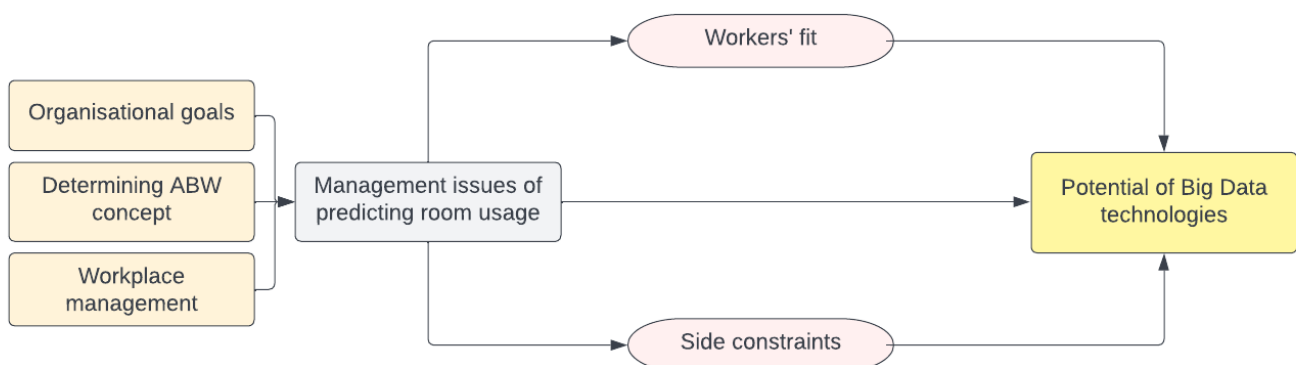 Workers' fit
Organisational goals
Determining ABW
concept
Workplace
management
Management issues of
predicting room usage
Potential of Big Data
technologies
Side constraints